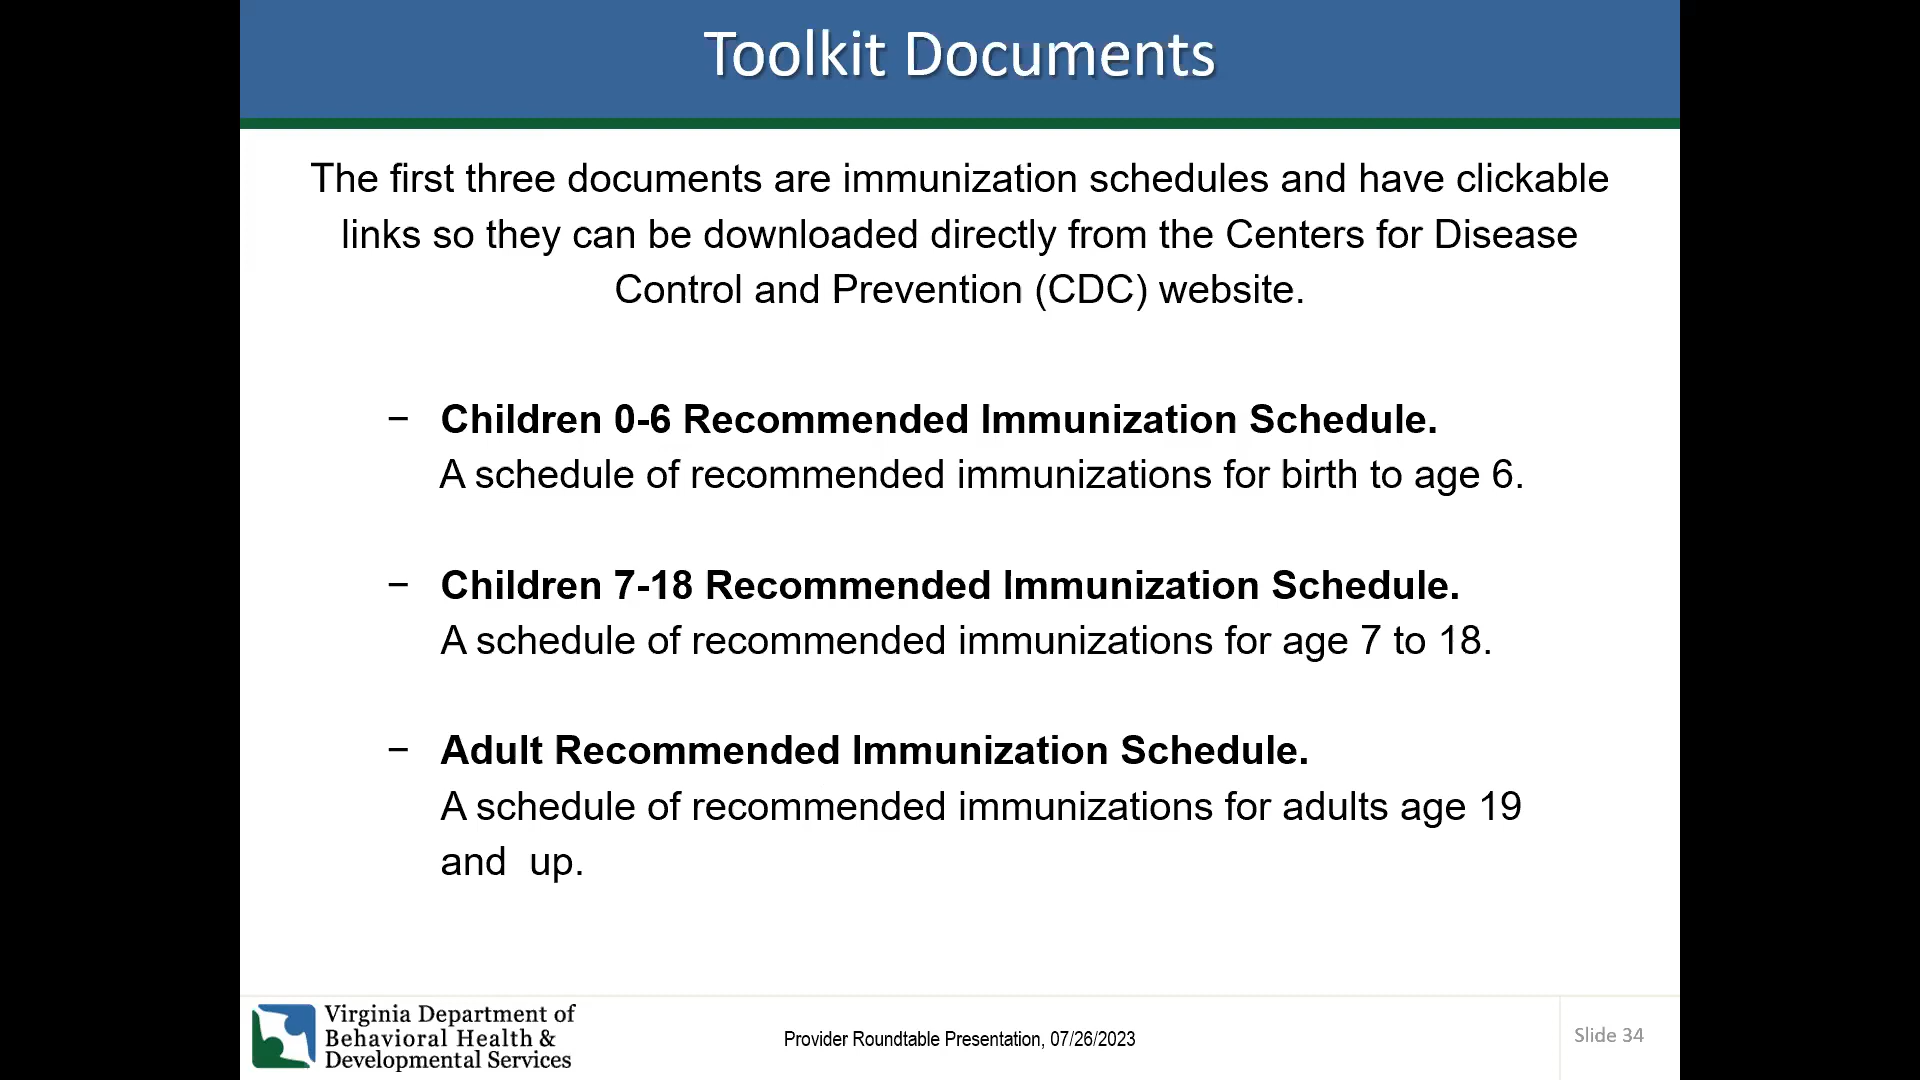 Toolkit Documents
The first three documents are immunization schedules and have clickable
links so they can be downloaded directly from the Centers for Disease
Control and Prevention (CDC) website.
− Children 0-6 Recommended Immunization Schedule.
A schedule of recommended immunizations for birth to age 6.
− Children 7-18 Recommended Immunization Schedule.
A schedule of recommended immunizations for age 7 to 18.
− Adult Recommended Immunization Schedule.
A schedule of recommended immunizations for adults age 19
and  up.
Virginia Department of
Behavioral Health &
Developmental Services
Provider Roundtable Presentation, 07/26/2023
Slide 34